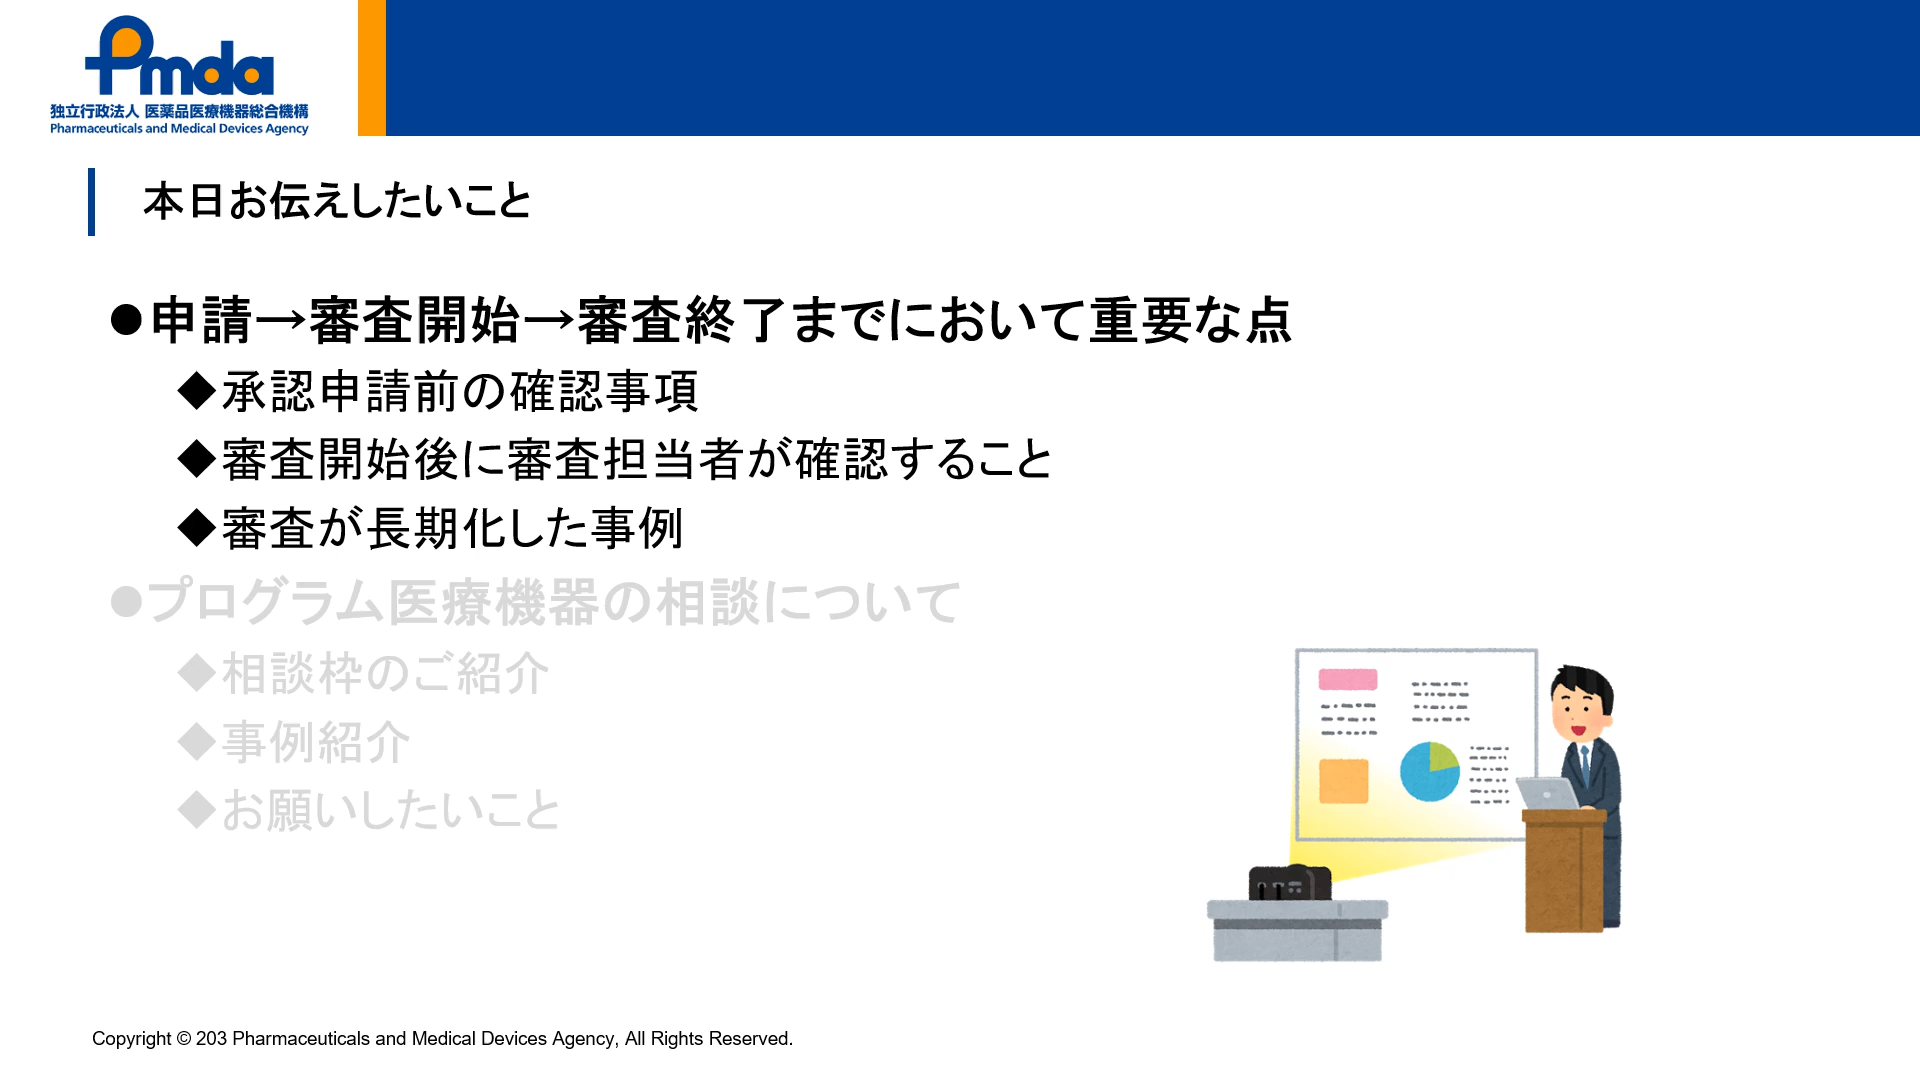 pmda
独立行政法人 医薬品医療機器総合機構
Pharmaceuticals and Medical Devices Agency
本日お伝えしたいこと
●申請→審査開始→審査終了までにおいて重要な点
◆承認申請前の確認事項
◆審査開始後に審査担当者が確認すること
◆審査が長期化した事例
●プログラム医療機器の相談について
◆相談枠のご紹介
◆事例紹介
◆お願いしたいこと
Copyright © 203 Pharmaceuticals and Medical Devices Agency, All Rights Reserved.